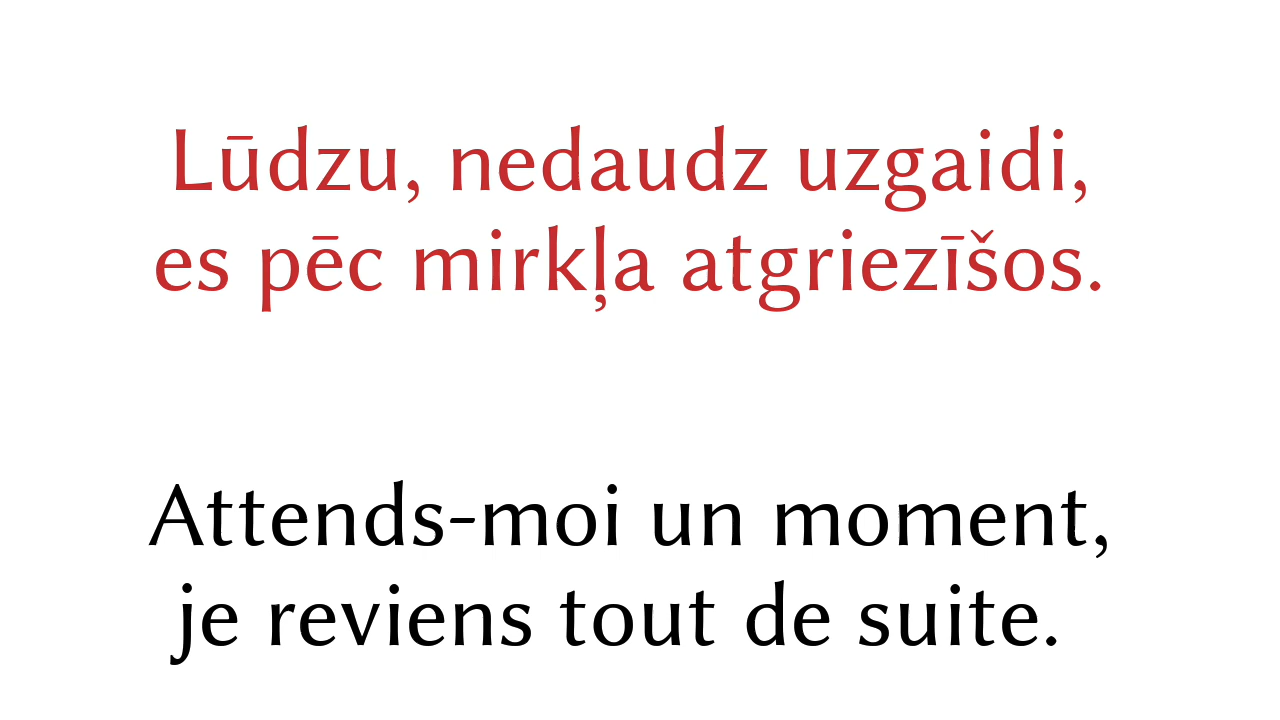 Lūdzu, nedaudz uzgaidi,
es pēc mirkļa atgriezīšos.
Attends-moi un moment,
je reviens tout de suite.